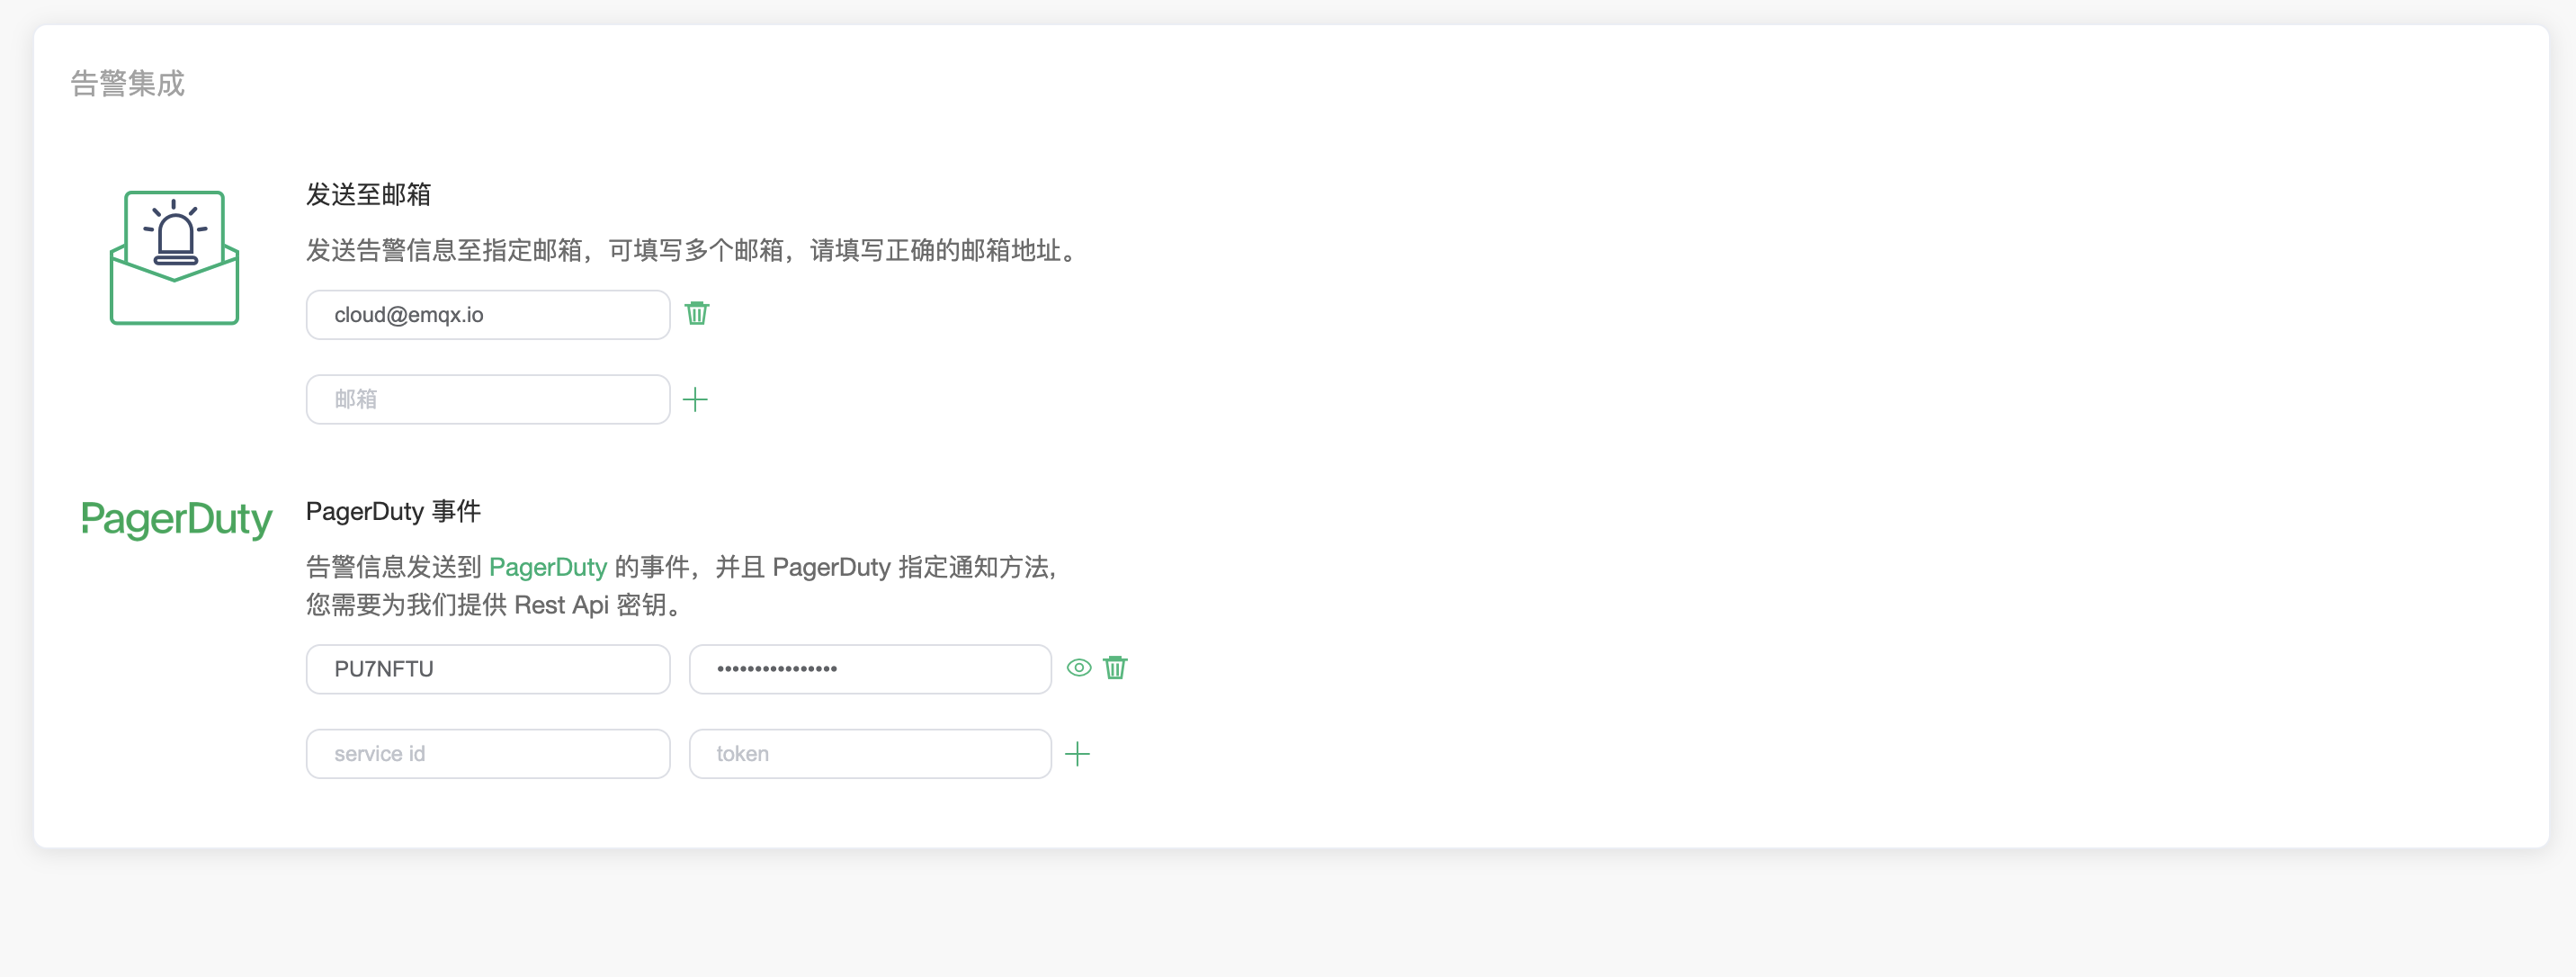 告警集成
发送至邮箱
发送告警信息至指定邮箱，可填写多个邮箱，请填写正确的邮箱地址。
cloud@emqx.io
邮箱
PagerDuty
PagerDuty 事件
告警信息发送到 PagerDuty 的事件，并且 PagerDuty 指定通知方法,
您需要为我们提供 Rest Api 密钥。
PU7NFTU ••••••••••••••••
service id token